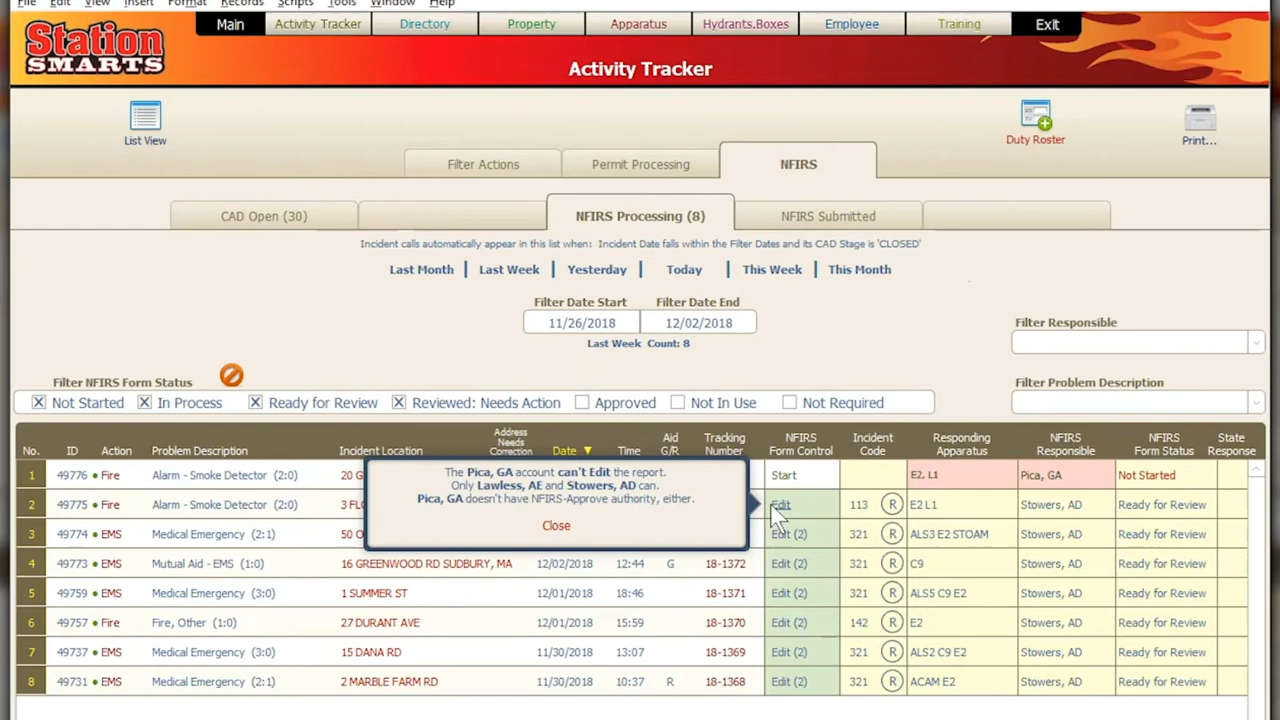 File Edit View Insert Format Records Scripts Tools Window Help
Main Activity Tracker Directory Property Apparatus Hydrants.Boxes Employee Training Exit
Station
SMARTS
Activity Tracker
List View
Duty Roster
Print...
Filter Actions Permit Processing NFIRS
CAD Open (30) NFIRS Processing (8) NFIRS Submitted
Incident calls automatically appear in this list when: Incident Date falls within the Filter Dates and its CAD Stage is 'CLOSED'
Last Month Last Week Yesterday Today This Week This Month
Filter Date Start Filter Date End
11/26/2018 12/02/2018
Last Week Count: 8
Filter Responsible
Filter NFIRS Form Status
Filter Problem Description
Not Started In Process Ready for Review Reviewed: Needs Action Approved Not In Use Not Required
No. ID Action Problem Description Incident Location Address Needs Correction Date ▼ Time Aid G/R Tracking Number NFIRS Form Control Incident Code Responding Apparatus NFIRS Responsible NFIRS Form Status State Response
1 49776 • Fire Alarm - Smoke Detector (2:0) 20 G Start E2, L1 Pica, GA Not Started
2 49775 • Fire Alarm - Smoke Detector (2:0) 3 FLO Edit 113 R E2 L1 Stowers, AD Ready for Review
3 49774 • EMS Medical Emergency (2:1) 50 O Edit (2) 321 R ALS3 E2 STOAM Stowers, AD Ready for Review
4 49773 • EMS Mutual Aid - EMS (1:0) 16 GREENWOOD RD SUDBURY, MA 12/02/2018 12:44 G 18-1372 Edit (2) 321 R C9 Stowers, AD Ready for Review
5 49759 • EMS Medical Emergency (3:0) 1 SUMMER ST 12/01/2018 18:46 18-1371 Edit (2) 321 R ALS5 C9 E2 Stowers, AD Ready for Review
6 49757 • Fire Fire, Other (1:0) 27 DURANT AVE 12/01/2018 15:59 18-1370 Edit (2) 142 R E2 Stowers, AD Ready for Review
7 49737 • EMS Medical Emergency (3:0) 15 DANA RD 11/30/2018 13:07 18-1369 Edit (2) 321 R ALS2 C9 E2 Stowers, AD Ready for Review
8 49731 • EMS Medical Emergency (2:1) 2 MARBLE FARM RD 11/30/2018 10:37 R 18-1368 Edit (2) 321 R ACAM E2 Stowers, AD Ready for Review
The Pica, GA account can't Edit the report.
Only Lawless, AE and Stowers, AD can.
Pica, GA doesn't have NFIRS-Approve authority, either.
Close